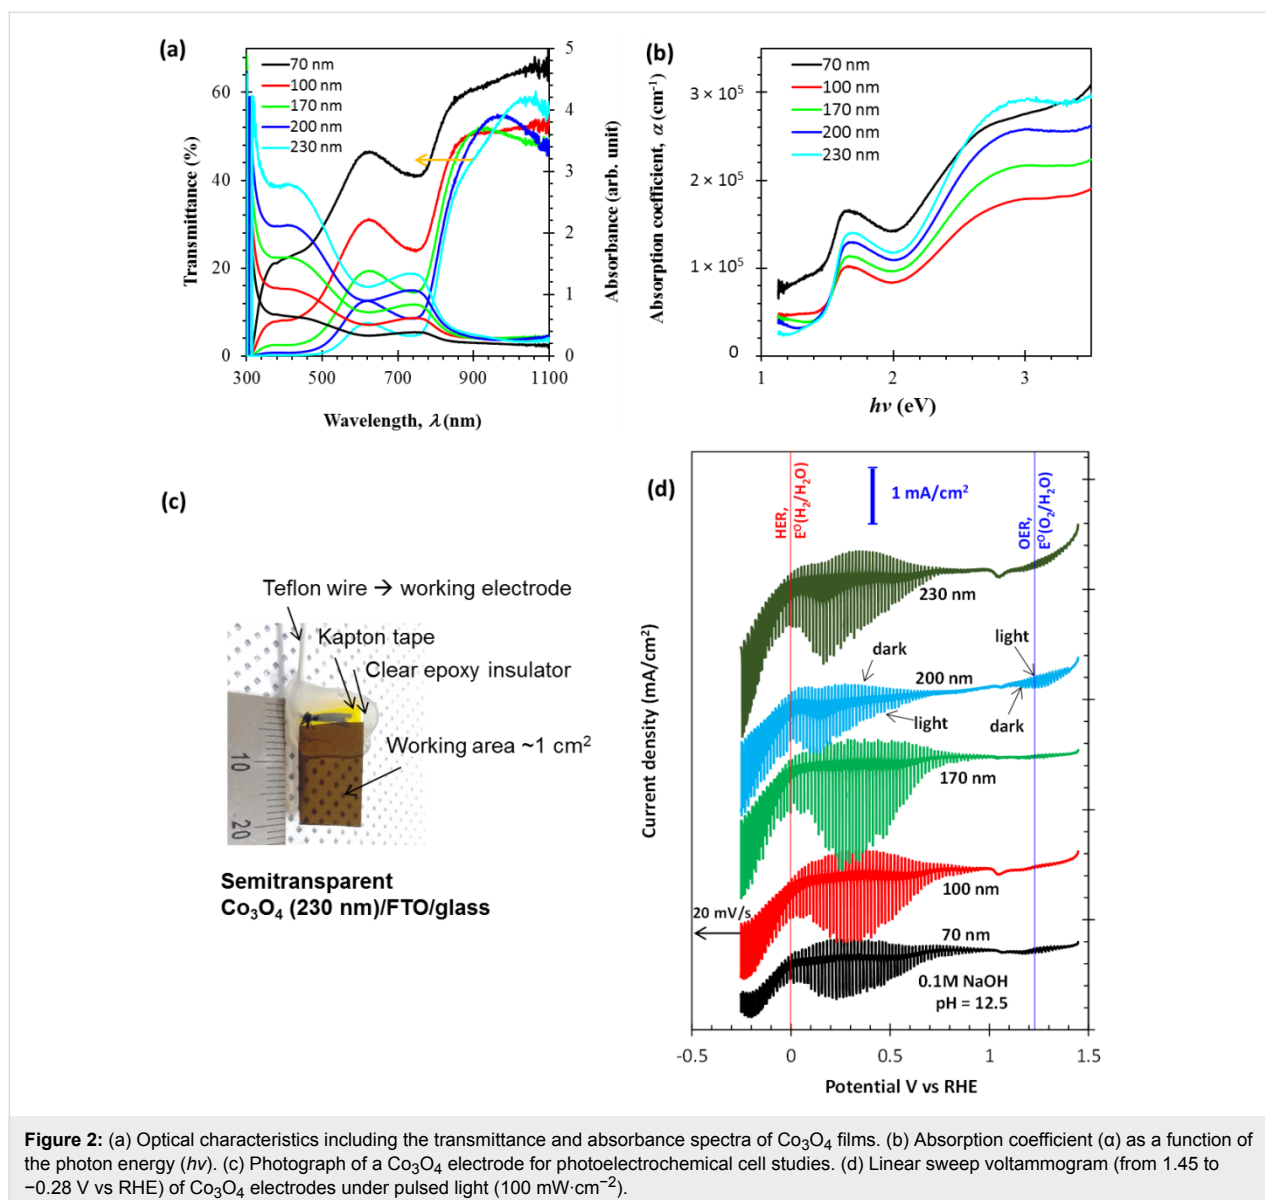 (a)
70 nm
100 nm
170 nm
200 nm
230 nm
Transmittance (%)
60
40
20
0
5
4
3
2
1
0
Absorbance (arb. unit)
300 500 700 900 1100
Wavelength, λ (nm)
(b)
70 nm
100 nm
170 nm
200 nm
230 nm
Absorption coefficient, α (cm⁻¹)
3 × 10⁵
2 × 10⁵
1 × 10⁵
0
1 2 3
hν (eV)
(c)
Teflon wire → working electrode
Kapton tape
Clear epoxy insulator
Working area ~1 cm²
10
20
Semitransparent
Co₃O₄ (230 nm)/FTO/glass
(d)
HER,
E⁰(H₂/H₂O)
1 mA/cm²
OER,
E⁰(O₂/H₂O)
230 nm
light
dark
200 nm
light
dark
170 nm
100 nm
20 mV/s
70 nm
0.1M NaOH
pH = 12.5
Current density (mA/cm²)
-0.5 0 0.5 1 1.5
Potential V vs RHE
Figure 2: (a) Optical characteristics including the transmittance and absorbance spectra of Co₃O₄ films. (b) Absorption coefficient (α) as a function of
the photon energy (hν). (c) Photograph of a Co₃O₄ electrode for photoelectrochemical cell studies. (d) Linear sweep voltammogram (from 1.45 to
−0.28 V vs RHE) of Co₃O₄ electrodes under pulsed light (100 mW·cm⁻²).